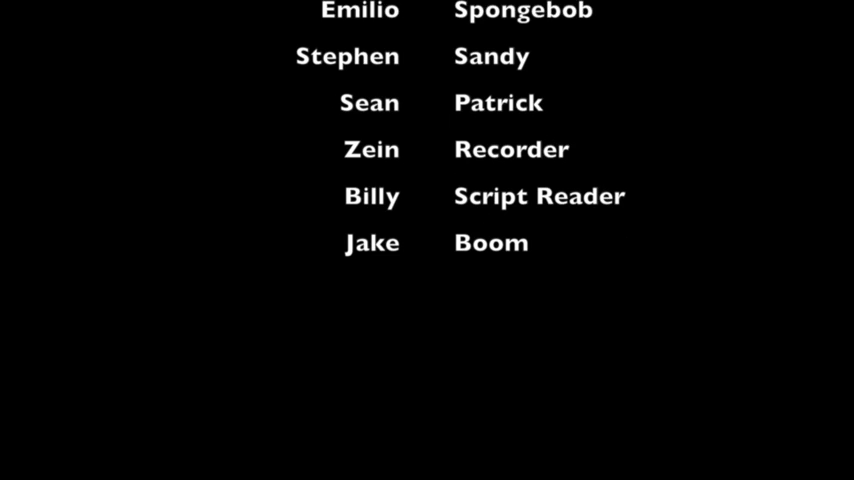 Emilio Spongebob
Stephen Sandy
Sean Patrick
Zein Recorder
Billy Script Reader
Jake Boom